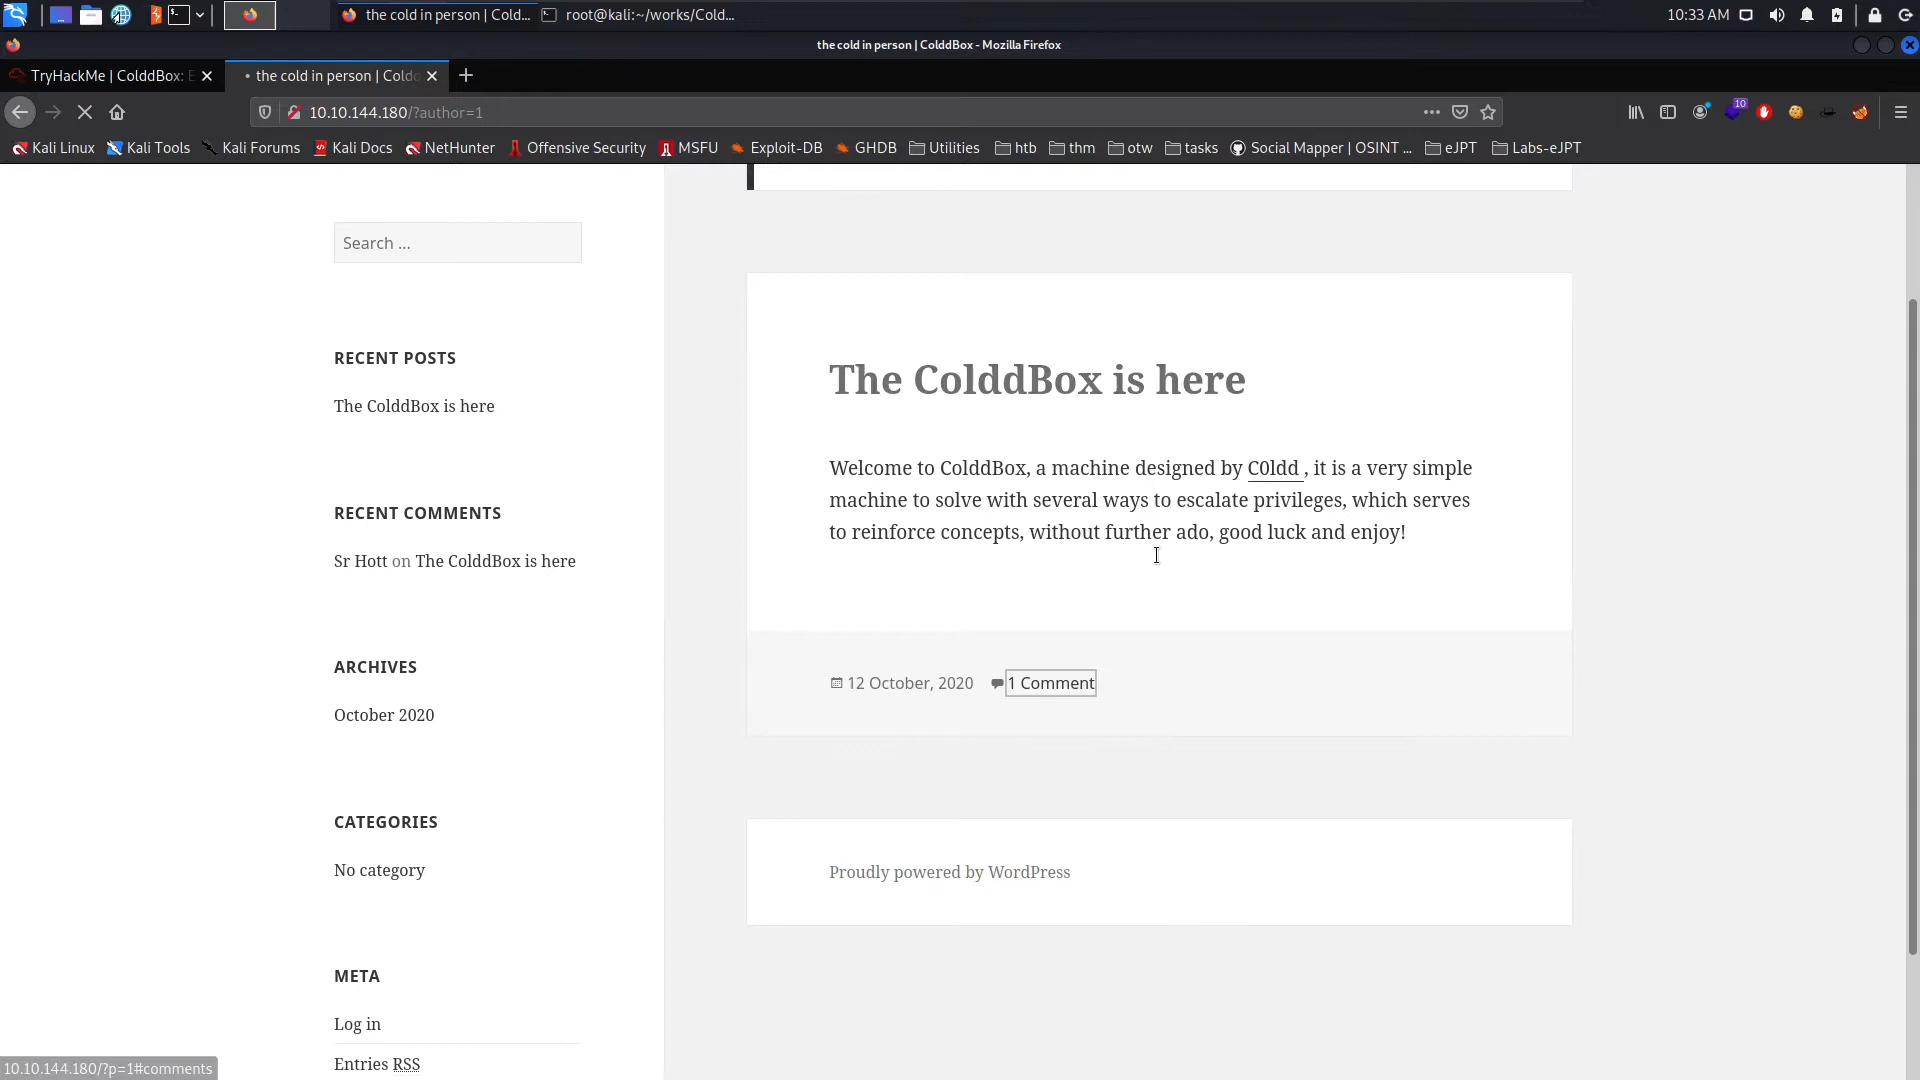 the cold in person | Cold...
root@kali:~/works/Cold...
10:33 AM
the cold in person | ColddBox - Mozilla Firefox
TryHackMe | ColddBox: E
the cold in person | Cold
10.10.144.180/?author=1
10
Kali Linux
Kali Tools
Kali Forums
Kali Docs
NetHunter
Offensive Security
MSFU
Exploit-DB
GHDB
Utilities
htb
thm
otw
tasks
Social Mapper | OSINT ...
eJPT
Labs-eJPT
Search ...
RECENT POSTS
The ColddBox is here
RECENT COMMENTS
Sr Hott on The ColddBox is here
ARCHIVES
October 2020
CATEGORIES
No category
META
Log in
Entries RSS
The ColddBox is here
Welcome to ColddBox, a machine designed by C0ldd , it is a very simple
machine to solve with several ways to escalate privileges, which serves
to reinforce concepts, without further ado, good luck and enjoy!
12 October, 2020
1 Comment
Proudly powered by WordPress
10.10.144.180/?p=1#comments